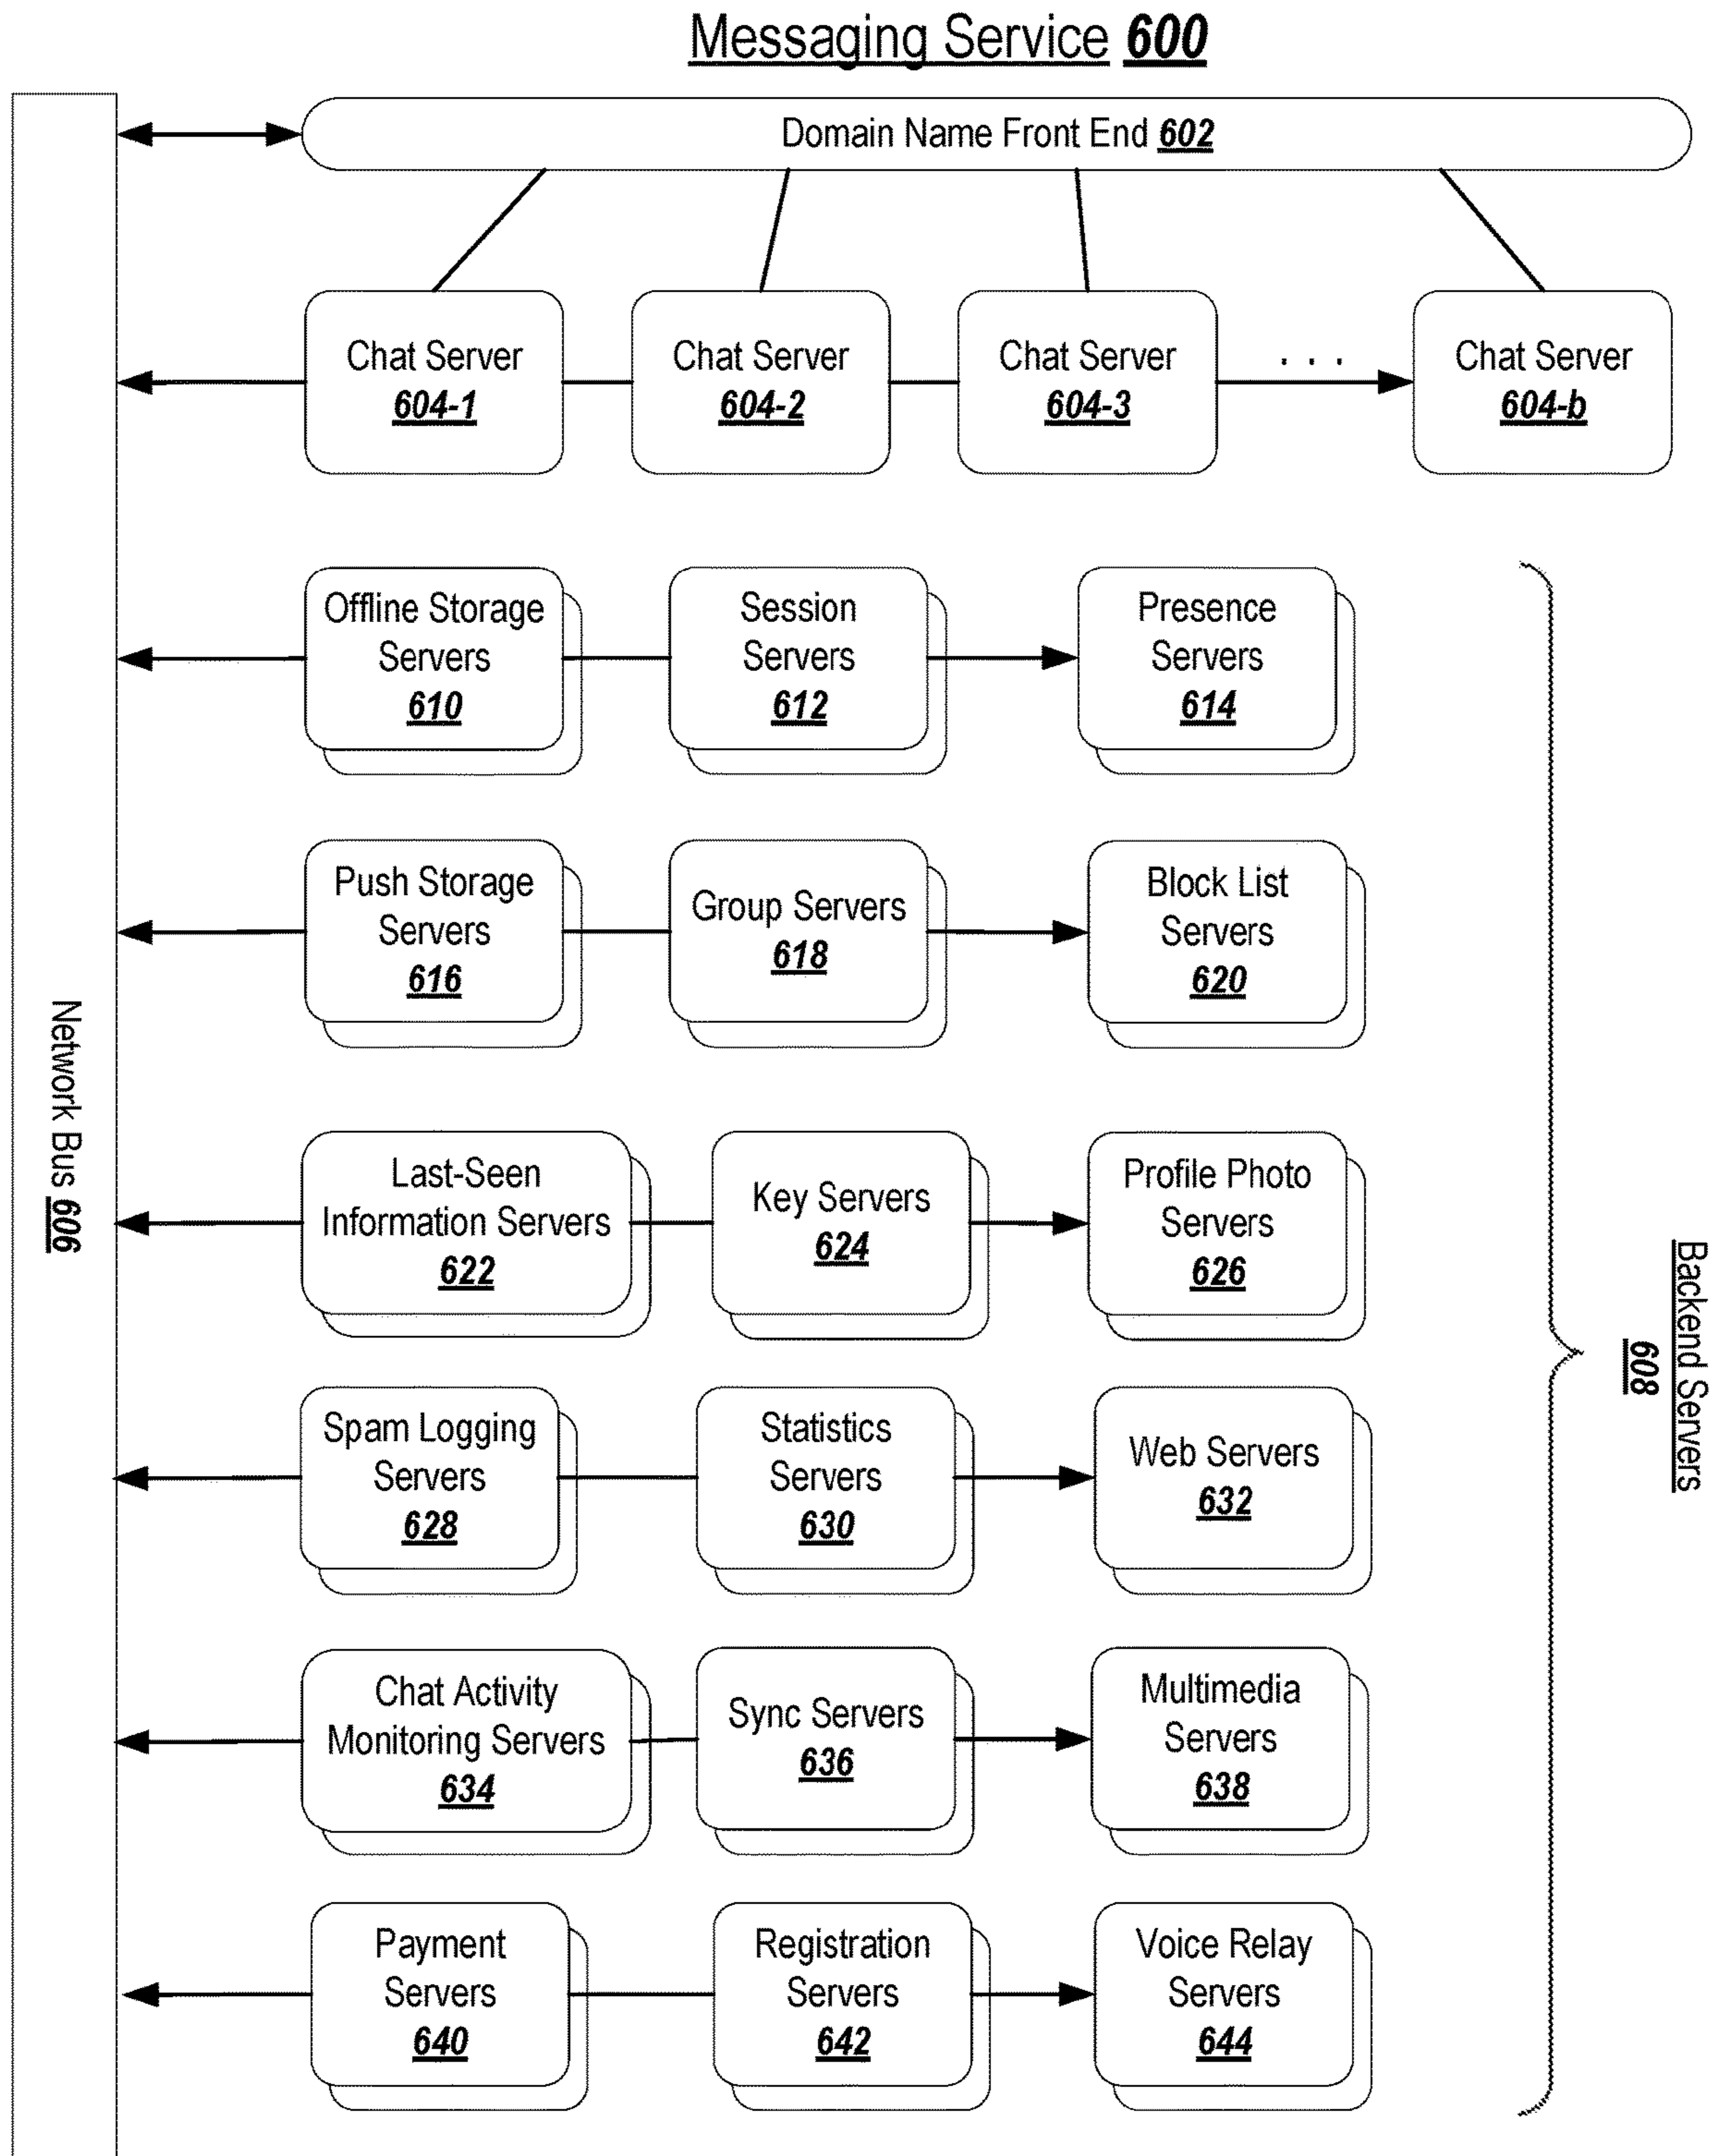 Messaging Service 600
Domain Name Front End 602
Chat Server
604-1
Chat Server
604-2
Chat Server
604-3
. . .
Chat Server
604-b
Offline Storage
Servers
610
Session
Servers
612
Presence
Servers
614
Push Storage
Servers
616
Group Servers
618
Block List
Servers
620
Network Bus 606
Last-Seen
Information Servers
622
Key Servers
624
Profile Photo
Servers
626
Backend Servers
608
Spam Logging
Servers
628
Statistics
Servers
630
Web Servers
632
Chat Activity
Monitoring Servers
634
Sync Servers
636
Multimedia
Servers
638
Payment
Servers
640
Registration
Servers
642
Voice Relay
Servers
644